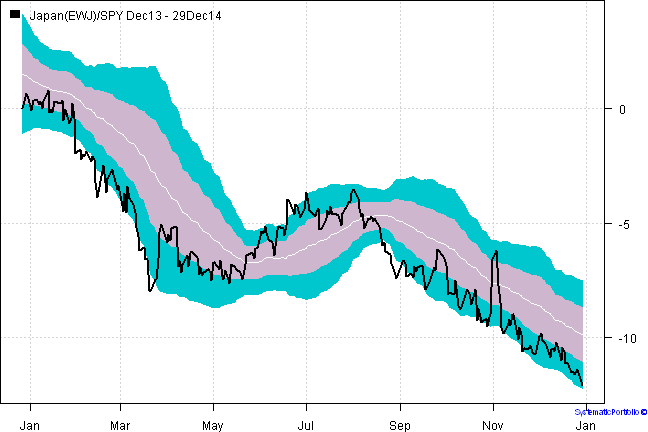 Japan(EWJ)/SPY Dec13 - 29Dec14
0
-5
-10
Jan Mar May Jul Sep Nov Jan
SystematicPortfolio ©